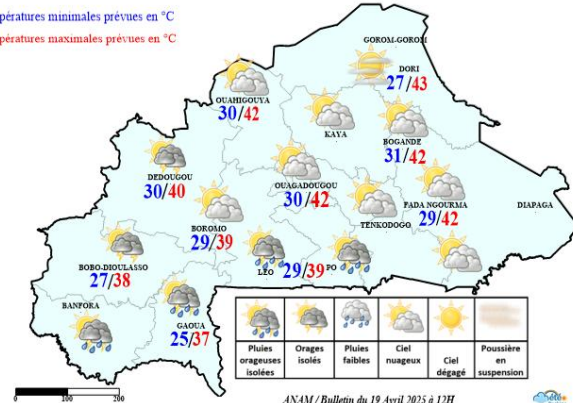 pératures minimales prévues en °C
pératures maximales prévues en °C
GOROM-GOROM
DORI
27/43
OUAHIGOUYA
30/42
KAYA
BOGANDE
31/42
DEDOUGOU
30/40
OUAGADOUGOU
30/42
FADA NGOURMA
29/42
DIAPAGA
BOROMO
29/39
TENKODOGO
BOBO-DIOULASSO
27/38
LEO
29/39
PO
BANFORA
GAOUA
25/37
Pluies orageuses isolées
Orages isolés
Pluies faibles
Ciel nuageux
Ciel dégagé
Poussière en suspension
100
200
ANAM / Bulletin du 19 Avril 2025 à 12H